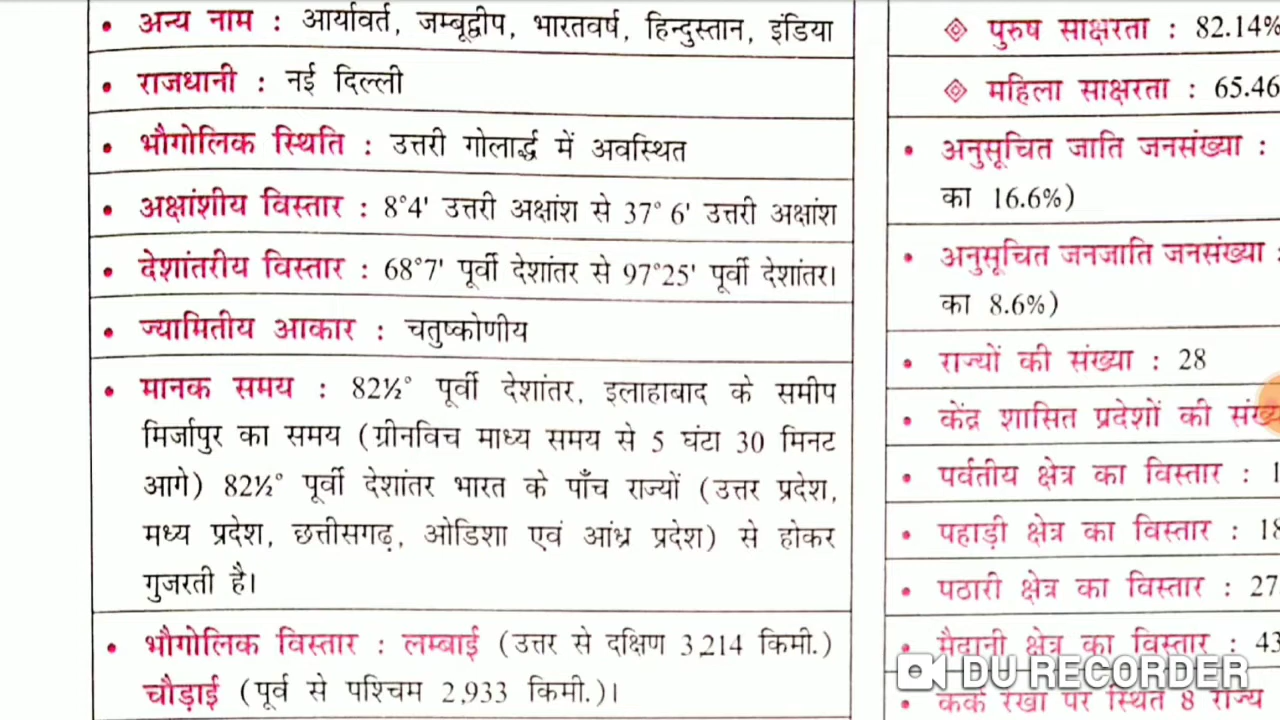 • अन्य नाम : आर्यावर्त, जम्बूद्वीप, भारतवर्ष, हिन्दुस्तान, इंडिया
• राजधानी : नई दिल्ली
• भौगोलिक स्थिति : उत्तरी गोलार्द्ध में अवस्थित
• अक्षांशीय विस्तार : 8°4' उत्तरी अक्षांश से 37° 6' उत्तरी अक्षांश
• देशांतरीय विस्तार : 68°7' पूर्वी देशांतर से 97°25' पूर्वी देशांतर।
• ज्यामितीय आकार : चतुष्कोणीय
• मानक समय : 82½° पूर्वी देशांतर, इलाहाबाद के समीप
मिर्जापुर का समय (ग्रीनविच माध्य समय से 5 घंटा 30 मिनट
आगे) 82½° पूर्वी देशांतर भारत के पाँच राज्यों (उत्तर प्रदेश,
मध्य प्रदेश, छत्तीसगढ़, ओडिशा एवं आंध्र प्रदेश) से होकर
गुजरती है।
• भौगोलिक विस्तार : लम्बाई (उत्तर से दक्षिण 3,214 किमी.)
चौड़ाई (पूर्व से पश्चिम 2,933 किमी.)।
पुरुष साक्षरता : 82.14%
महिला साक्षरता : 65.46
• अनुसूचित जाति जनसंख्या :
का 16.6%)
• अनुसूचित जनजाति जनसंख्या :
का 8.6%)
• राज्यों की संख्या : 28
• केंद्र शासित प्रदेशों की
• पर्वतीय क्षेत्र का विस्तार : 1
• पहाड़ी क्षेत्र का विस्तार : 18
• पठारी क्षेत्र का विस्तार : 27
• मैदानी क्षेत्र का विस्तार : 43
DU RECORDER
• कर्क रेखा पर स्थित 8 राज्य